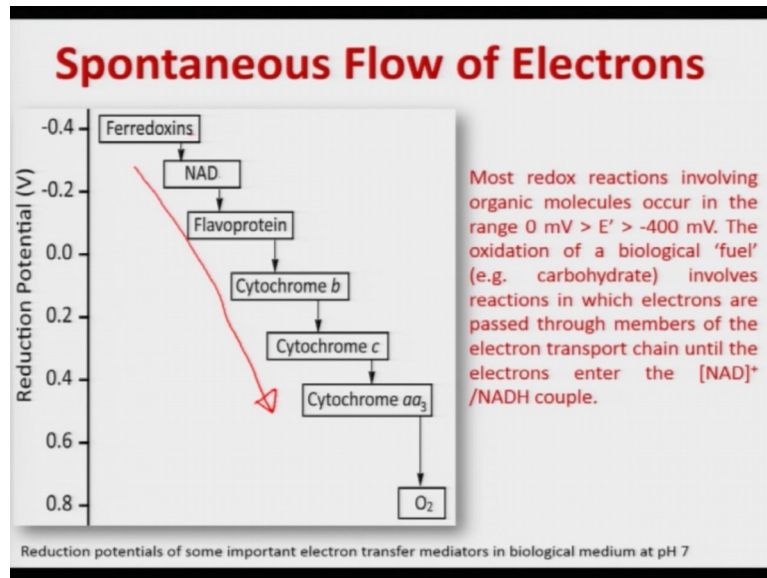 Spontaneous Flow of Electrons
Reduction Potential (V)
-0.4
-0.2
0.0
0.2
0.4
0.6
0.8
Ferredoxins
NAD
Flavoprotein
Cytochrome b
Cytochrome c
Cytochrome aa₃
O₂
Most redox reactions involving
organic molecules occur in the
range 0 mV > E' > -400 mV. The
oxidation of a biological ‘fuel’
(e.g. carbohydrate) involves
reactions in which electrons are
passed through members of the
electron transport chain until the
electrons enter the [NAD]⁺
/NADH couple.
Reduction potentials of some important electron transfer mediators in biological medium at pH 7